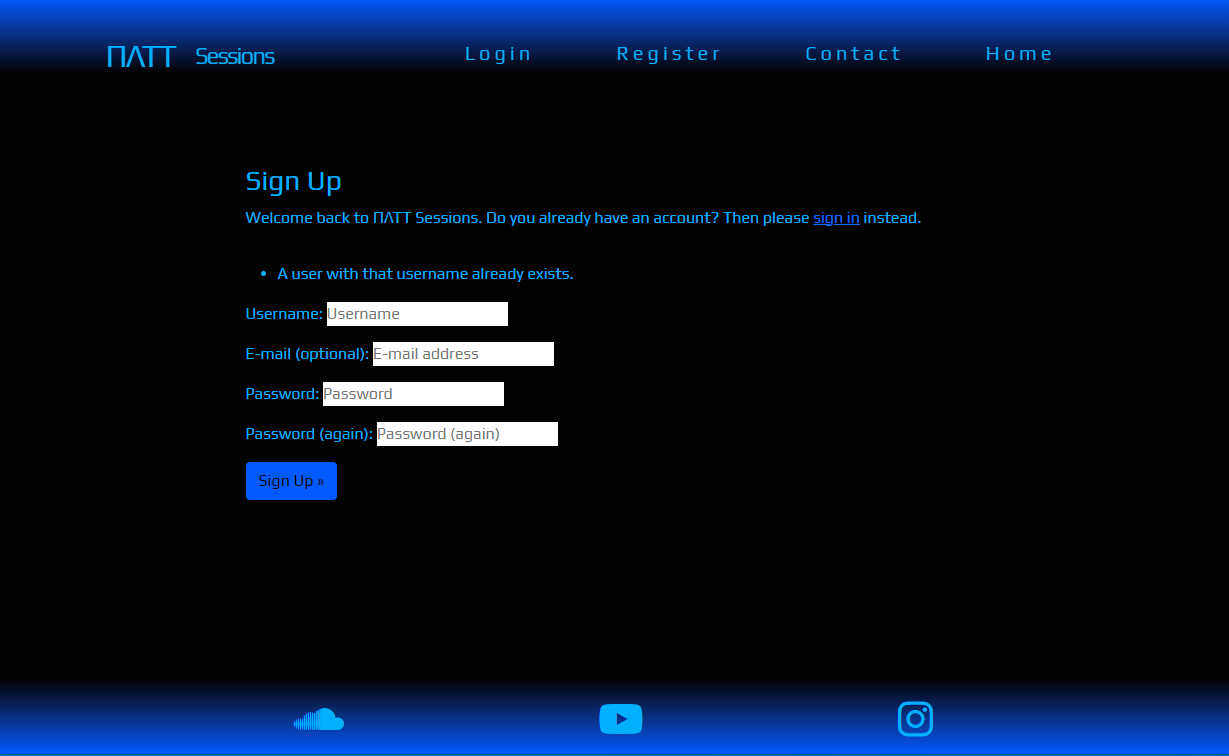 ΠΛTT Sessions Login Register Contact Home
Sign Up
Welcome back to ΠΛTT Sessions. Do you already have an account? Then please sign in instead.
• A user with that username already exists.
Username: Username
E-mail (optional): E-mail address
Password: Password
Password (again): Password (again)
Sign Up »